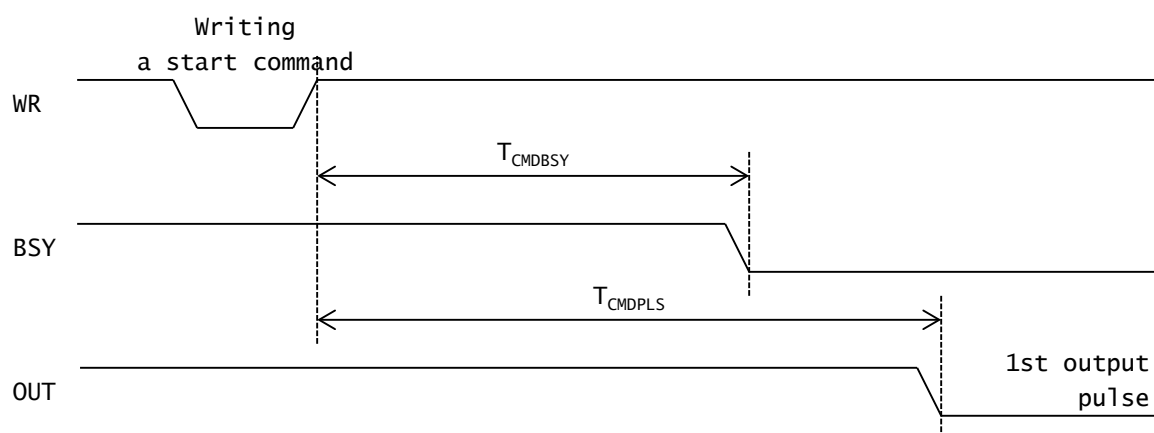 Writing
a start command
WR
T_CMDBSY
BSY
T_CMDPLS
1st output
OUT
pulse